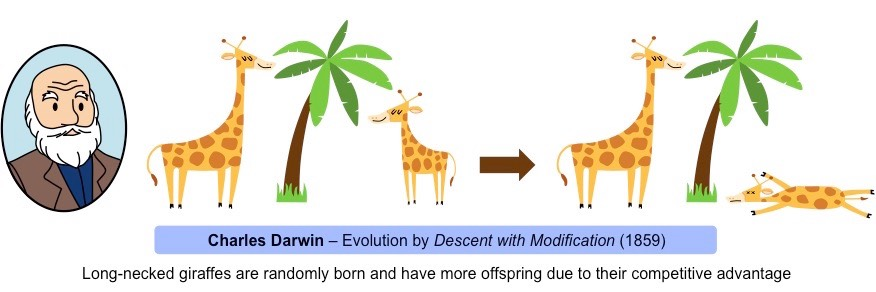 Charles Darwin – Evolution by Descent with Modification (1859)
Long-necked giraffes are randomly born and have more offspring due to their competitive advantage